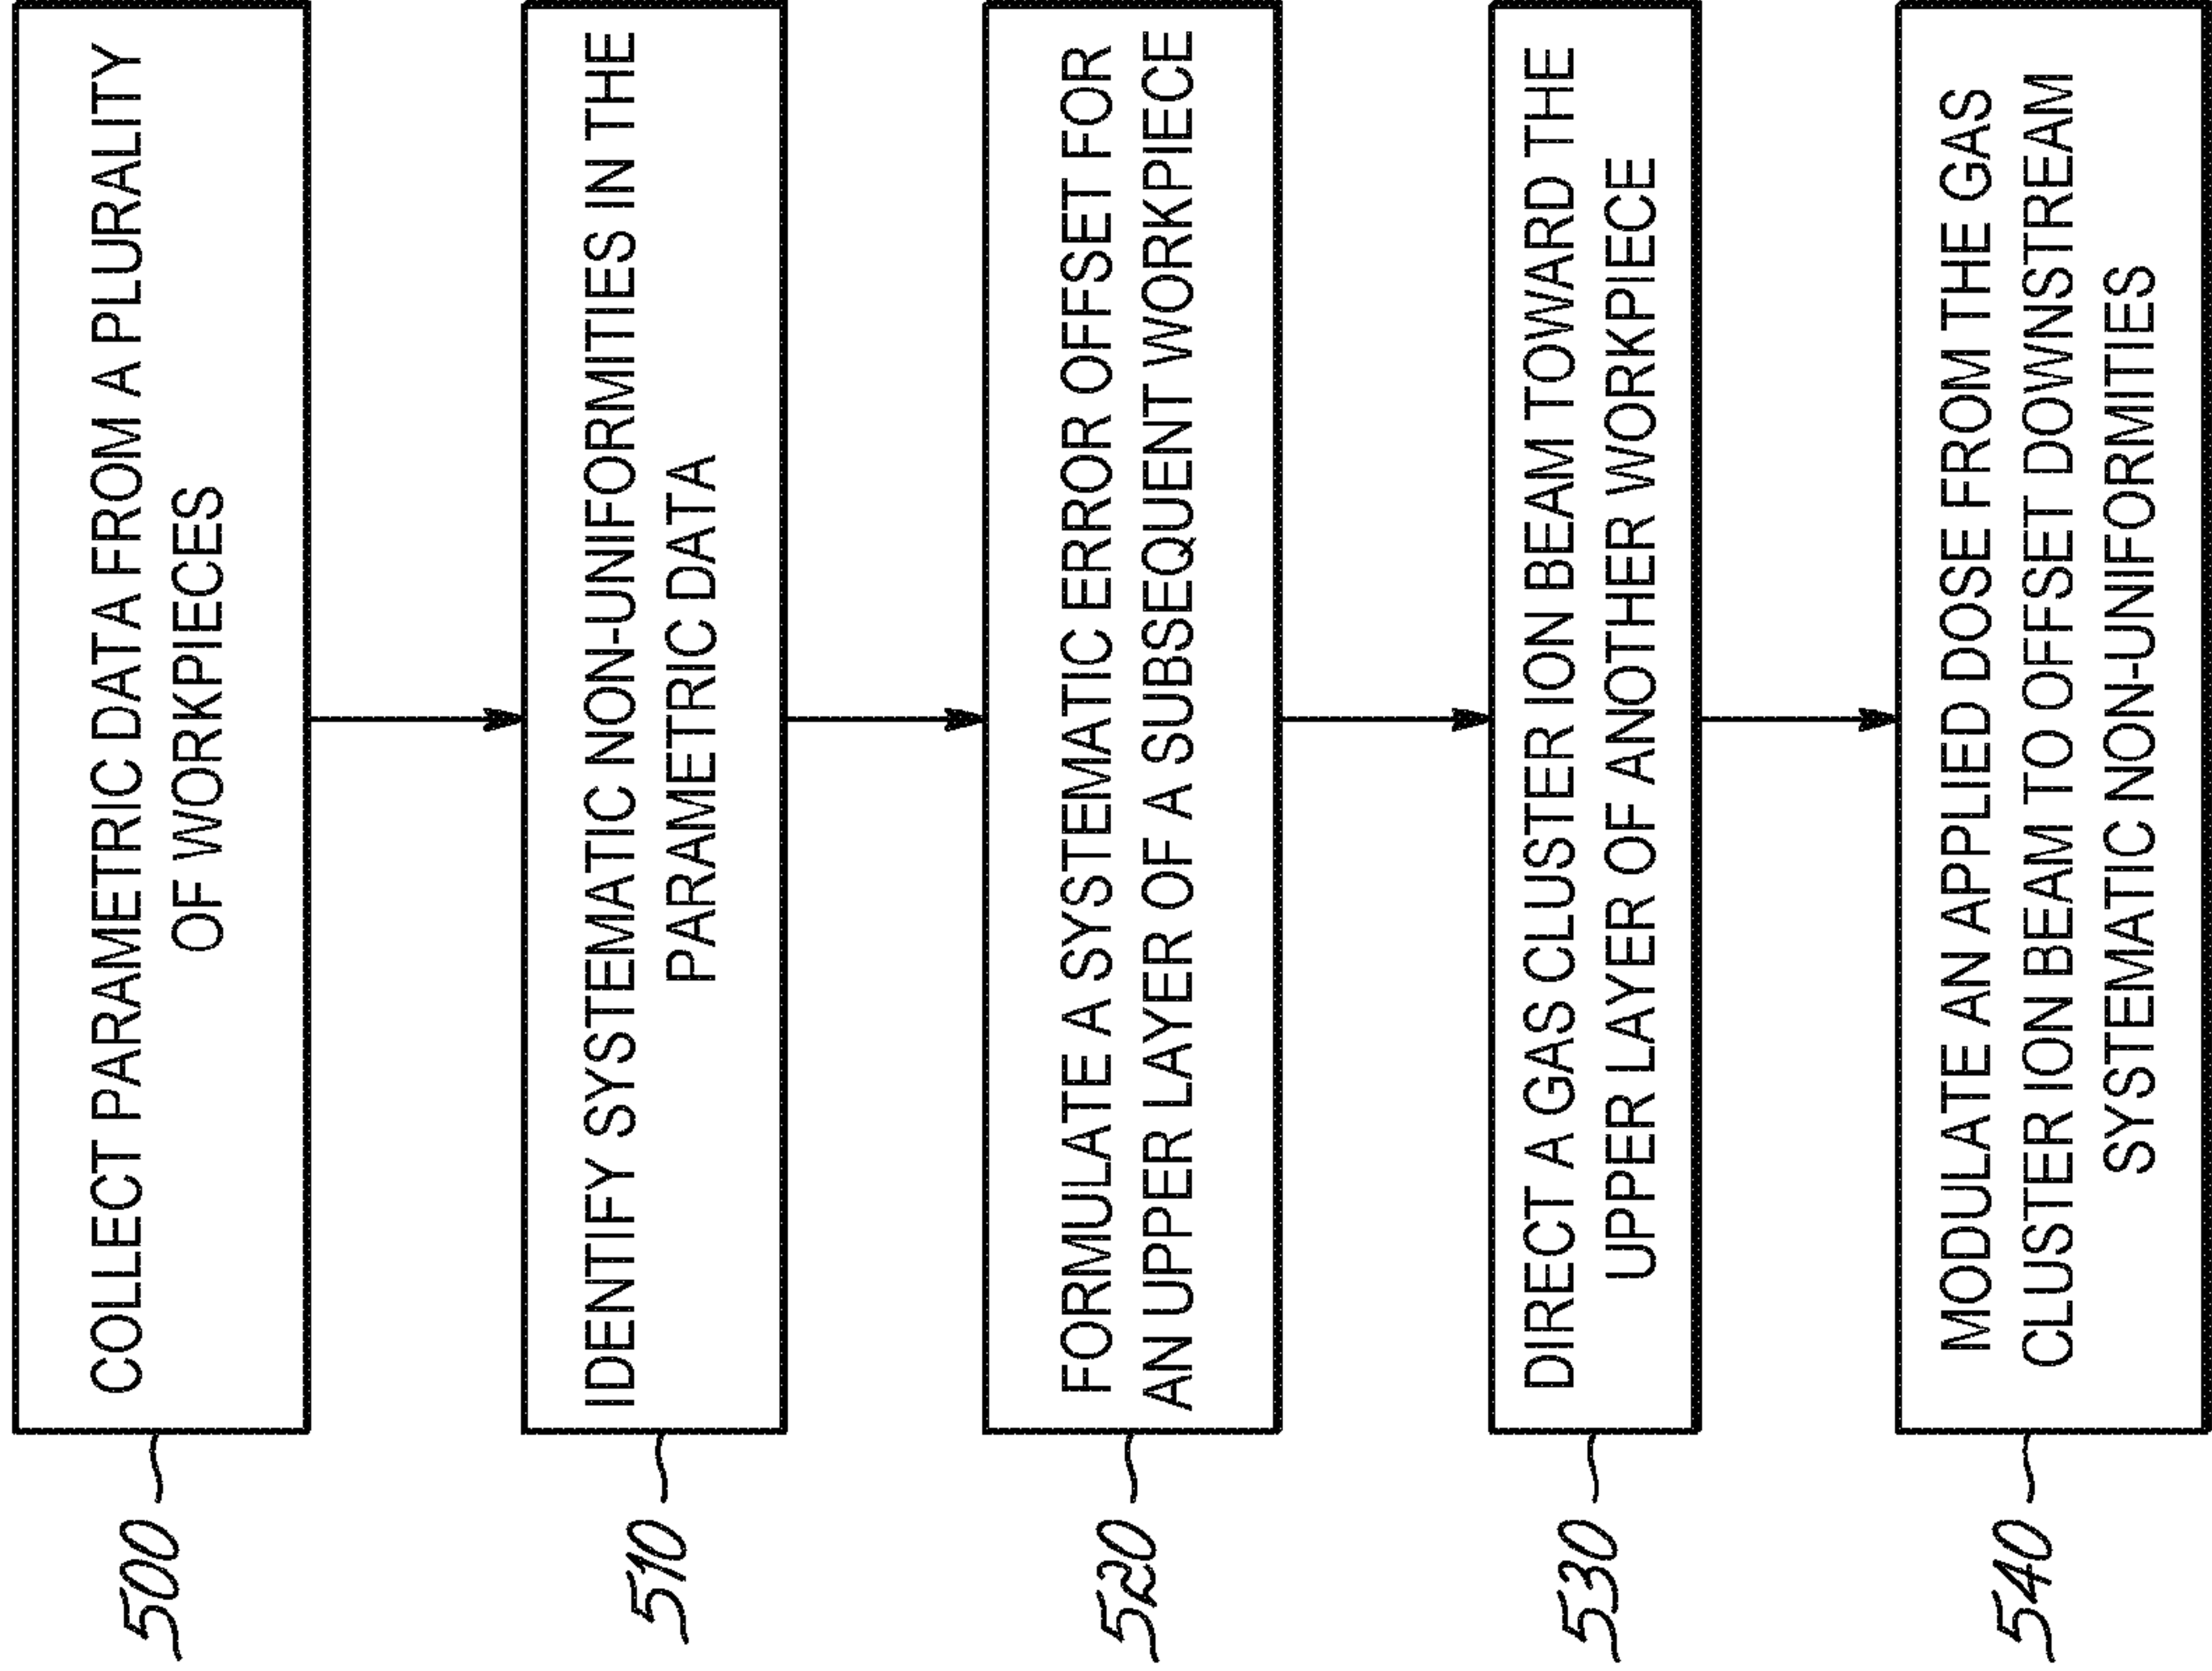 500
COLLECT PARAMETRIC DATA FROM A PLURALITY
OF WORKPIECES
510
IDENTIFY SYSTEMATIC NON-UNIFORMITIES IN THE
PARAMETRIC DATA
520
FORMULATE A SYSTEMATIC ERROR OFFSET FOR
AN UPPER LAYER OF A SUBSEQUENT WORKPIECE
530
DIRECT A GAS CLUSTER ION BEAM TOWARD THE
UPPER LAYER OF ANOTHER WORKPIECE
540
MODULATE AN APPLIED DOSE FROM THE GAS
CLUSTER ION BEAM TO OFFSET DOWNSTREAM
SYSTEMATIC NON-UNIFORMITIES